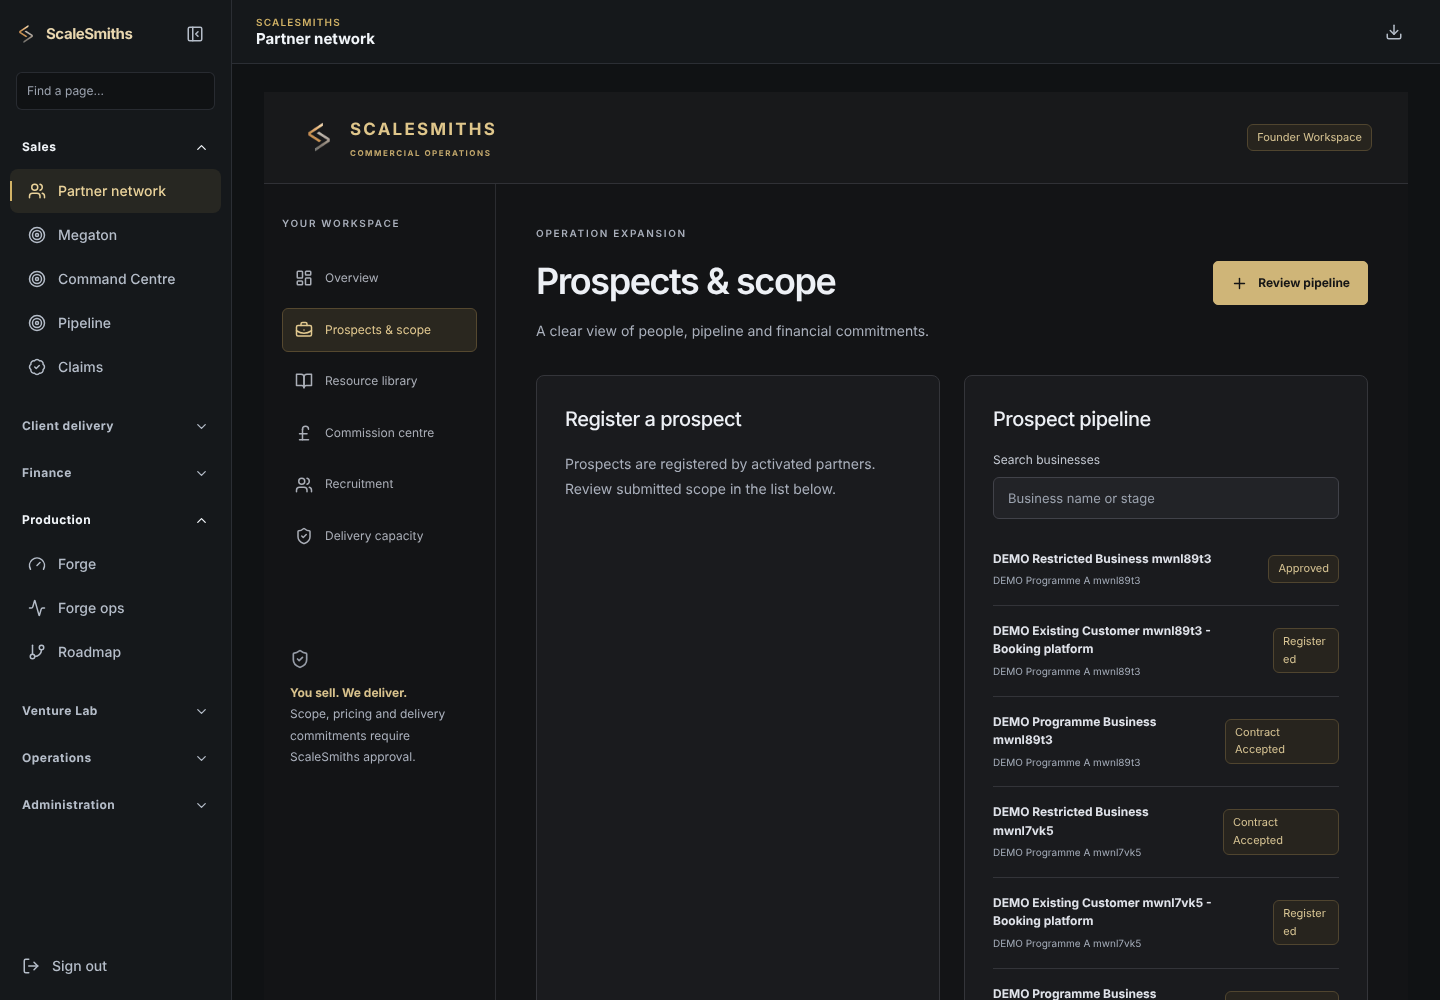 ScaleSmiths
Find a page...
Sales
Partner network
Megaton
Command Centre
Pipeline
Claims
Client delivery
Finance
Production
Forge
Forge ops
Roadmap
Venture Lab
Operations
Administration
Sign out
SCALESMITHS
Partner network
SCALESMITHS
COMMERCIAL OPERATIONS
Founder Workspace
YOUR WORKSPACE
Overview
Prospects & scope
Resource library
Commission centre
Recruitment
Delivery capacity
You sell. We deliver.
Scope, pricing and delivery
commitments require
ScaleSmiths approval.
OPERATION EXPANSION
Prospects & scope
Review pipeline
A clear view of people, pipeline and financial commitments.
Register a prospect
Prospects are registered by activated partners.
Review submitted scope in the list below.
Prospect pipeline
Search businesses
Business name or stage
DEMO Restricted Business mwnl89t3
DEMO Programme A mwnl89t3
Approved
DEMO Existing Customer mwnl89t3 -
Booking platform
DEMO Programme A mwnl89t3
Register
ed
DEMO Programme Business
mwnl89t3
DEMO Programme A mwnl89t3
Contract
Accepted
DEMO Restricted Business
mwnl7vk5
DEMO Programme A mwnl7vk5
Contract
Accepted
DEMO Existing Customer mwnl7vk5 -
Booking platform
DEMO Programme A mwnl7vk5
Register
ed
DEMO Programme Business